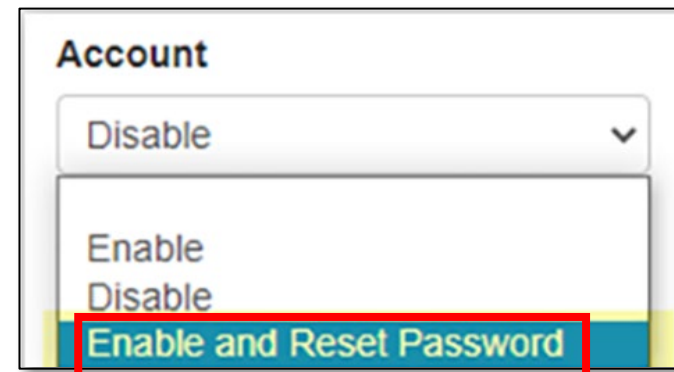 Account
Disable
Enable
Disable
Enable and Reset Password